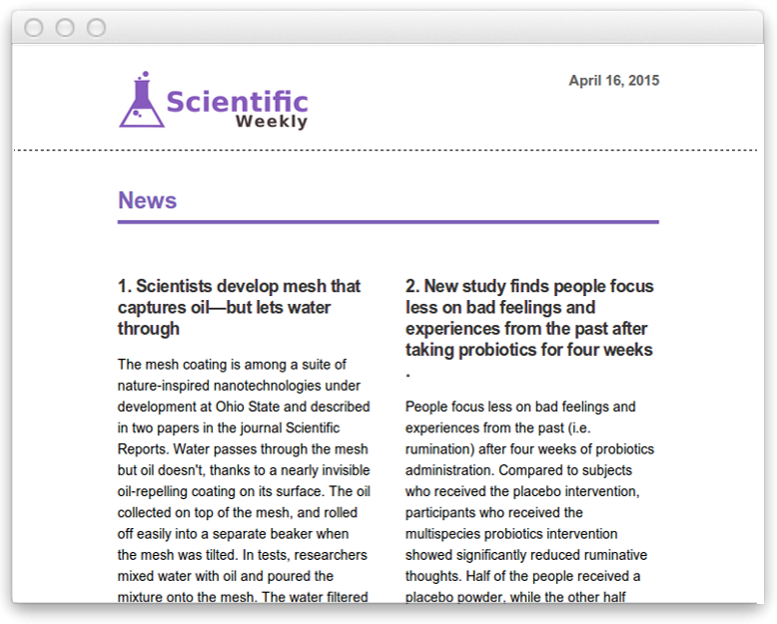 Scientific
Weekly
April 16, 2015
News
1. Scientists develop mesh that
captures oil—but lets water
through
The mesh coating is among a suite of
nature-inspired nanotechnologies under
development at Ohio State and described
in two papers in the journal Scientific
Reports. Water passes through the mesh
but oil doesn't, thanks to a nearly invisible
oil-repelling coating on its surface. The oil
collected on top of the mesh, and rolled
off easily into a separate beaker when
the mesh was tilted. In tests, researchers
mixed water with oil and poured the
mixture onto the mesh. The water filtered
2. New study finds people focus
less on bad feelings and
experiences from the past after
taking probiotics for four weeks
.
People focus less on bad feelings and
experiences from the past (i.e.
rumination) after four weeks of probiotics
administration. Compared to subjects
who received the placebo intervention,
participants who received the
multispecies probiotics intervention
showed significantly reduced ruminative
thoughts. Half of the people received a
placebo powder, while the other half